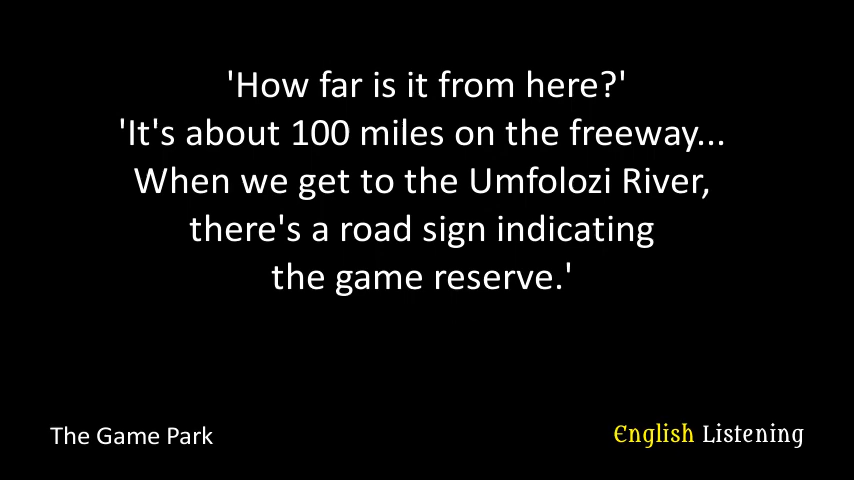 'How far is it from here?'
'It's about 100 miles on the freeway...
When we get to the Umfolozi River,
there's a road sign indicating
the game reserve.'
The Game Park
English Listening